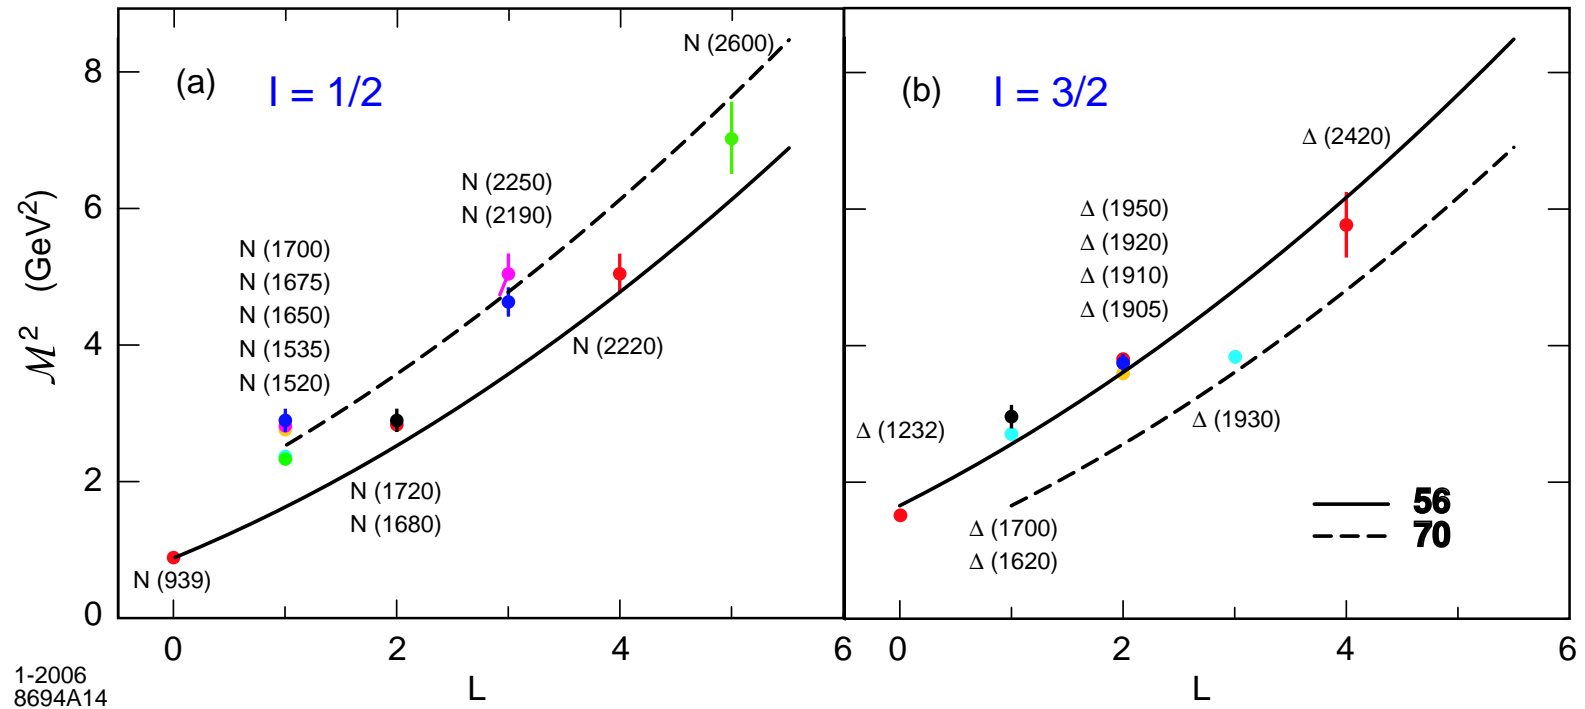 (a)
I = 1/2
N (2600)
N (2250)
N (2190)
N (1700)
N (1675)
N (1650)
N (1535)
N (1520)
N (2220)
N (1720)
N (1680)
N (939)
8
6
4
2
0
ℳ² (GeV²)
0 2 4 6
L
(b)
I = 3/2
Δ (2420)
Δ (1950)
Δ (1920)
Δ (1910)
Δ (1905)
Δ (1232)
Δ (1930)
Δ (1700)
Δ (1620)
56
70
0 2 4 6
L
1-2006
8694A14